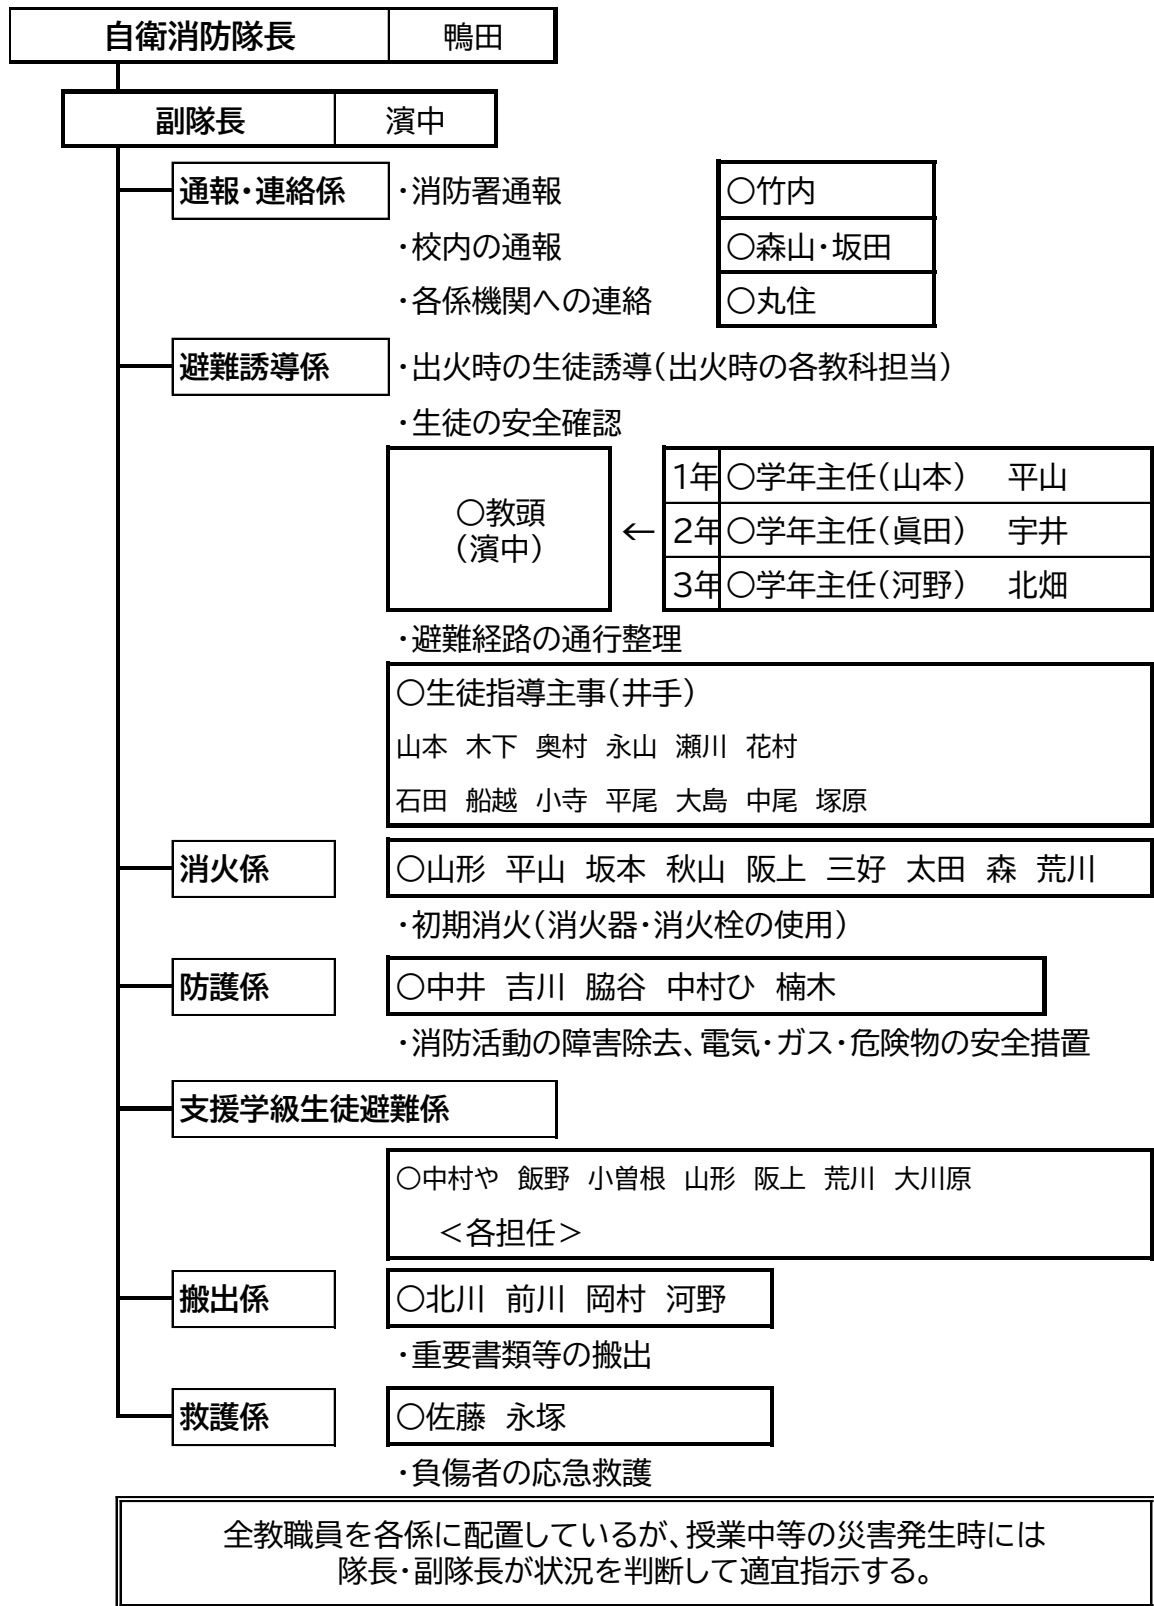 自衛消防隊長 鴨田
副隊長 濱中
通報・連絡係 ・消防署通報 ○竹内
・校内の通報 ○森山・坂田
・各係機関への連絡 ○丸住
避難誘導係 ・出火時の生徒誘導(出火時の各教科担当)
・生徒の安全確認
1年 ○学年主任(山本) 平山
○教頭
(濱中)
← 2年 ○学年主任(眞田) 宇井
3年 ○学年主任(河野) 北畑
・避難経路の通行整理
○生徒指導主事(井手)
山本 木下 奥村 永山 瀬川 花村
石田 船越 小寺 平尾 大島 中尾 塚原
消火係 ○山形 平山 坂本 秋山 阪上 三好 太田 森 荒川
・初期消火(消火器・消火栓の使用)
防護係 ○中井 吉川 脇谷 中村ひ 楠木
・消防活動の障害除去、電気・ガス・危険物の安全措置
支援学級生徒避難係
○中村や 飯野 小曽根 山形 阪上 荒川 大川原
<各担任>
搬出係 ○北川 前川 岡村 河野
・重要書類等の搬出
救護係 ○佐藤 永塚
・負傷者の応急救護
全教職員を各係に配置しているが、授業中等の災害発生時には
隊長・副隊長が状況を判断して適宜指示する。